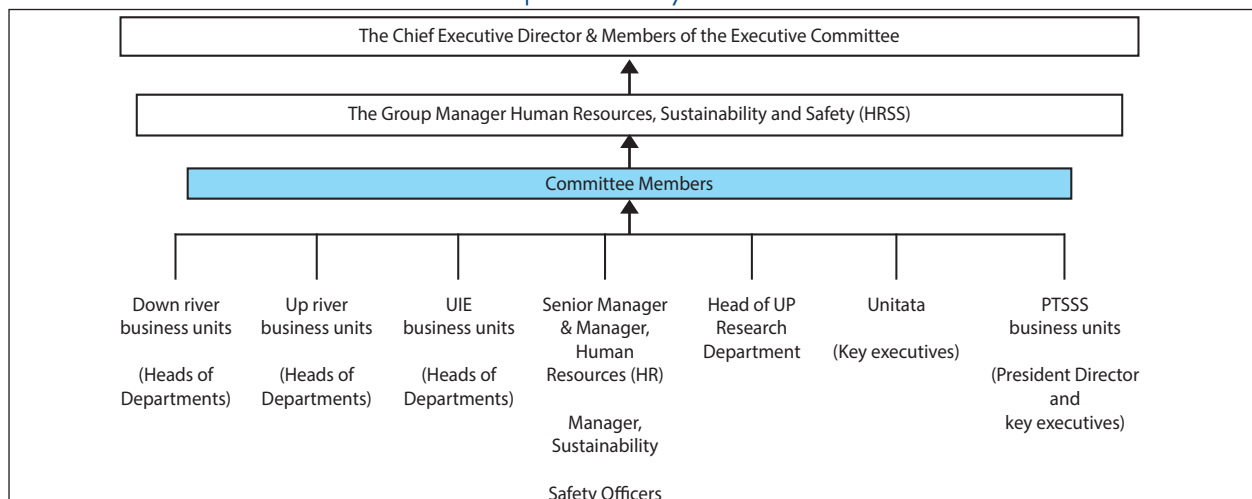 The Chief Executive Director & Members of the Executive Committee
The Group Manager Human Resources, Sustainability and Safety (HRSS)
Committee Members
Down river
business units
(Heads of
Departments)
Up river
business units
(Heads of
Departments)
UIE
business units
(Heads of
Departments)
Senior Manager
& Manager,
Human
Resources (HR)
Manager,
Sustainability
Safety Officers
Head of UP
Research
Department
Unitata
(Key executives)
PTSSS
business units
(President Director
and
key executives)